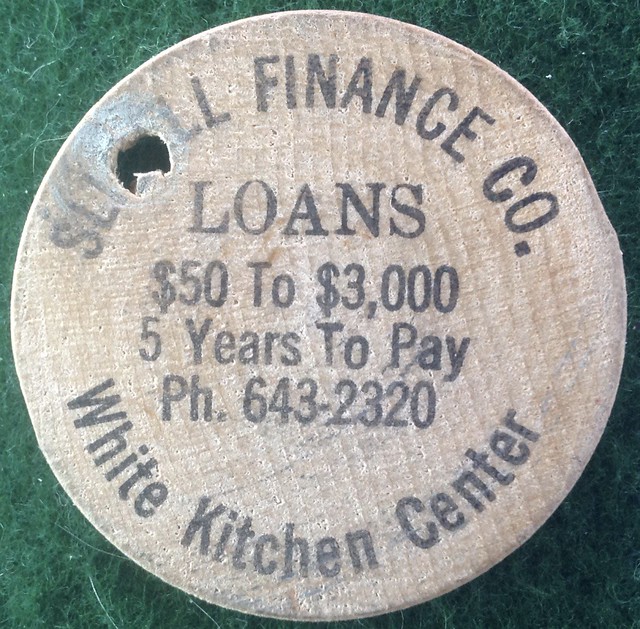 FINANCE CO.
LOANS
$50 To $3,000
5 Years To Pay
Ph. 643-2320
White Kitchen Center